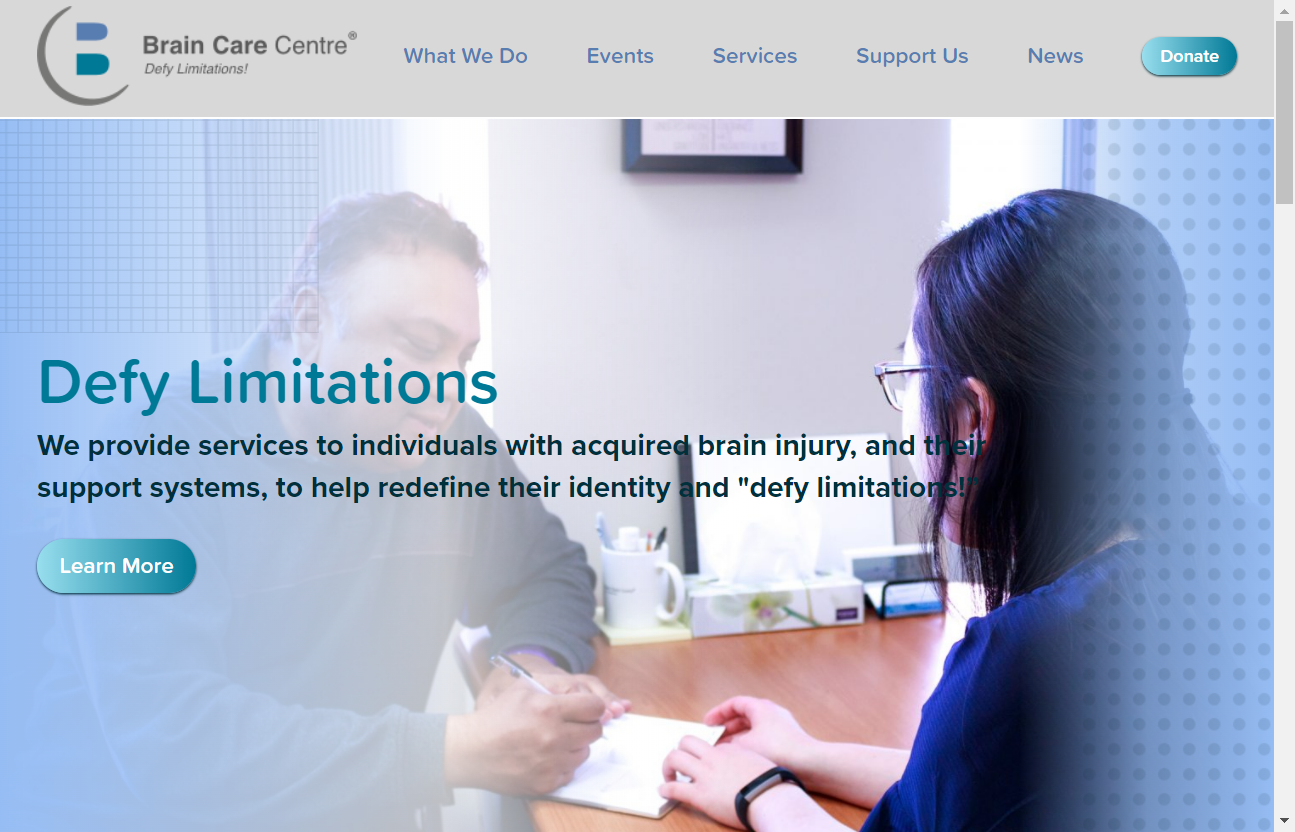 Brain Care Centre®
Defy Limitations!
What We Do
Events
Services
Support Us
News
Donate
Defy Limitations
We provide services to individuals with acquired brain injury, and their
support systems, to help redefine their identity and "defy limitations!"
Learn More